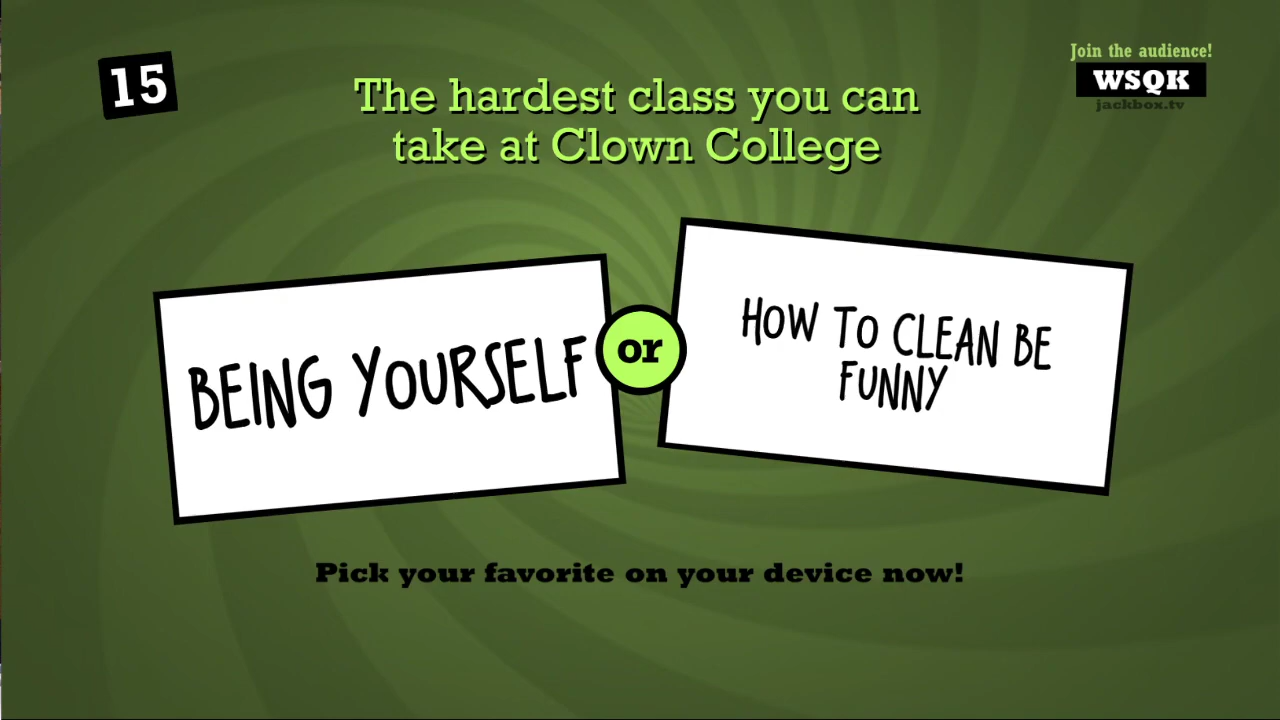 15
Join the audience!
WSQK
jackbox.tv
The hardest class you can
take at Clown College
BEING YOURSELF
or
HOW TO CLEAN BE
FUNNY
Pick your favorite on your device now!